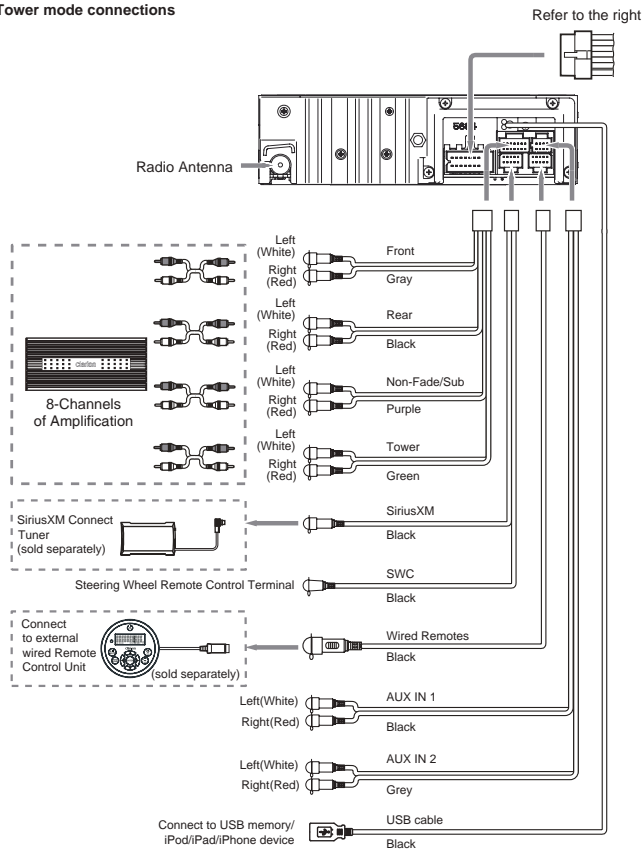 Tower mode connections
Refer to the right
Radio Antenna
Left
(White)
Right
(Red)
Front
Gray
Left
(White)
Right
(Red)
Rear
Black
clarion
8-Channels
of Amplification
Left
(White)
Right
(Red)
Non-Fade/Sub
Purple
Left
(White)
Right
(Red)
Tower
Green
SiriusXM Connect
Tuner
(sold separately)
SiriusXM
Black
Steering Wheel Remote Control Terminal
SWC
Black
Connect
to external
wired Remote
Control Unit
(sold separately)
Wired Remotes
Black
Left(White)
Right(Red)
AUX IN 1
Black
Left(White)
Right(Red)
AUX IN 2
Grey
Connect to USB memory/
iPod/iPad/iPhone device
USB cable
Black